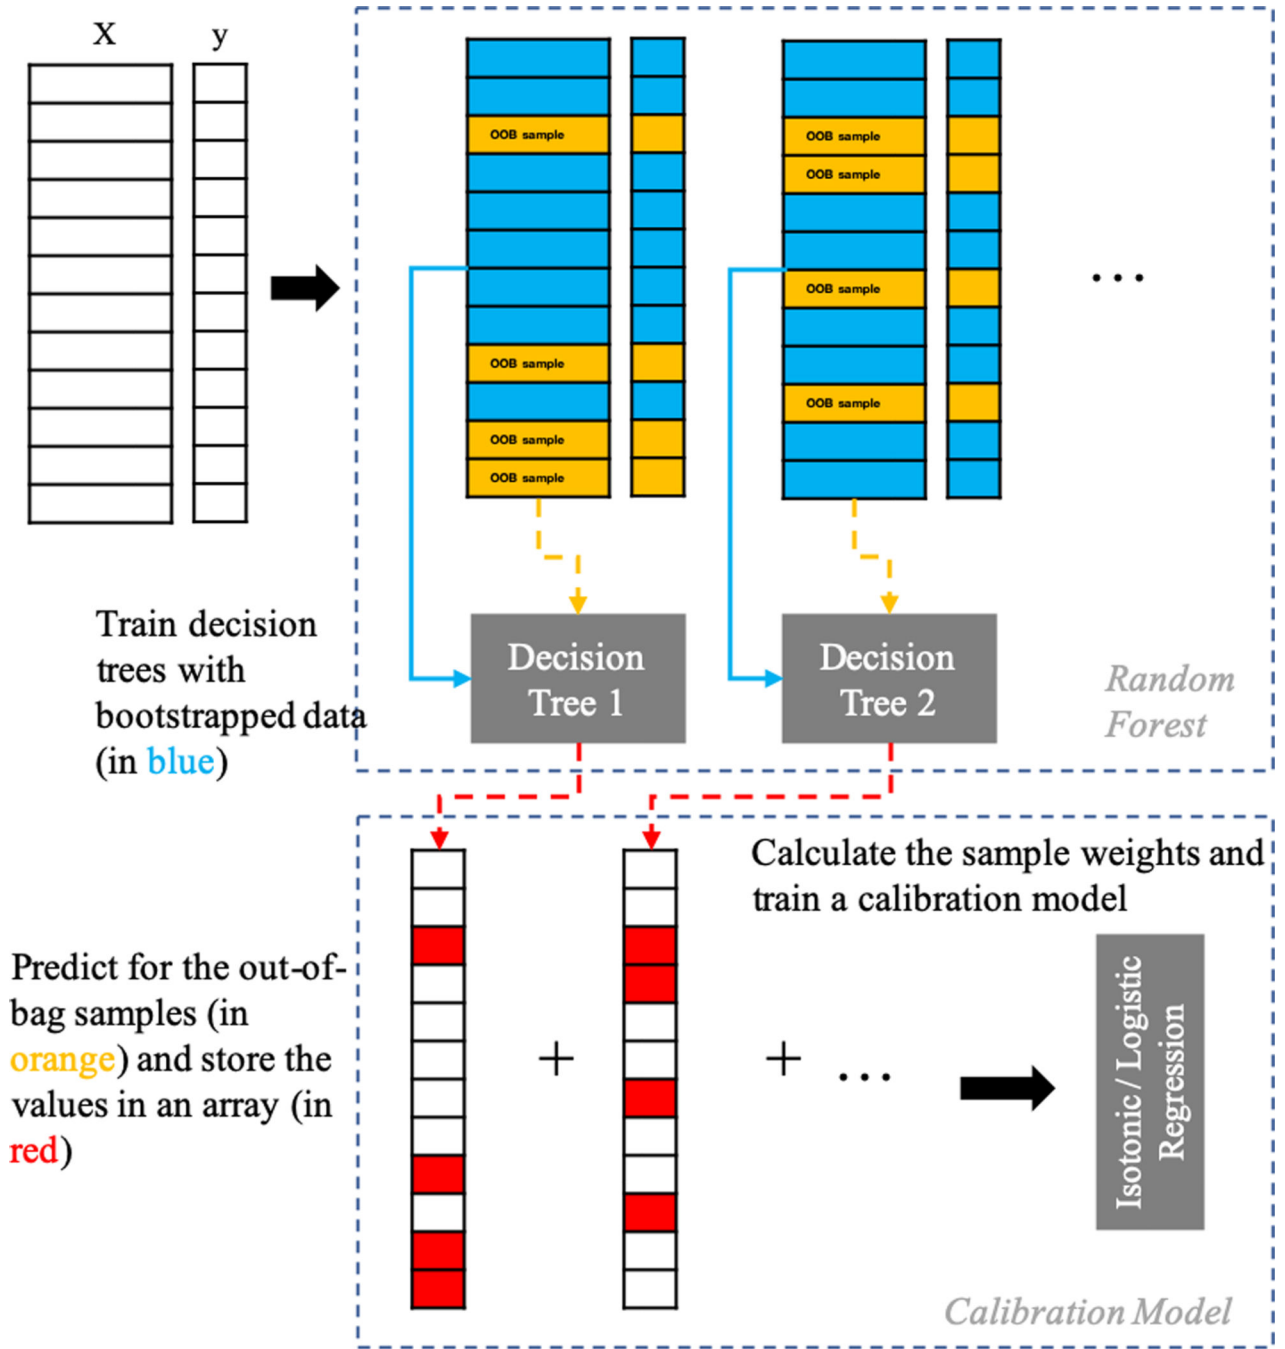 X
y
OOB sample
OOB sample
OOB sample
OOB sample
OOB sample
OOB sample
OOB sample
OOB sample
...
Train decision
trees with
bootstrapped data
(in blue)
Decision
Tree 1
Decision
Tree 2
Random
Forest
Calculate the sample weights and
train a calibration model
Predict for the out-of-
bag samples (in
orange) and store the
values in an array (in
red)
+
+
...
Isotonic / Logistic
Regression
Calibration Model